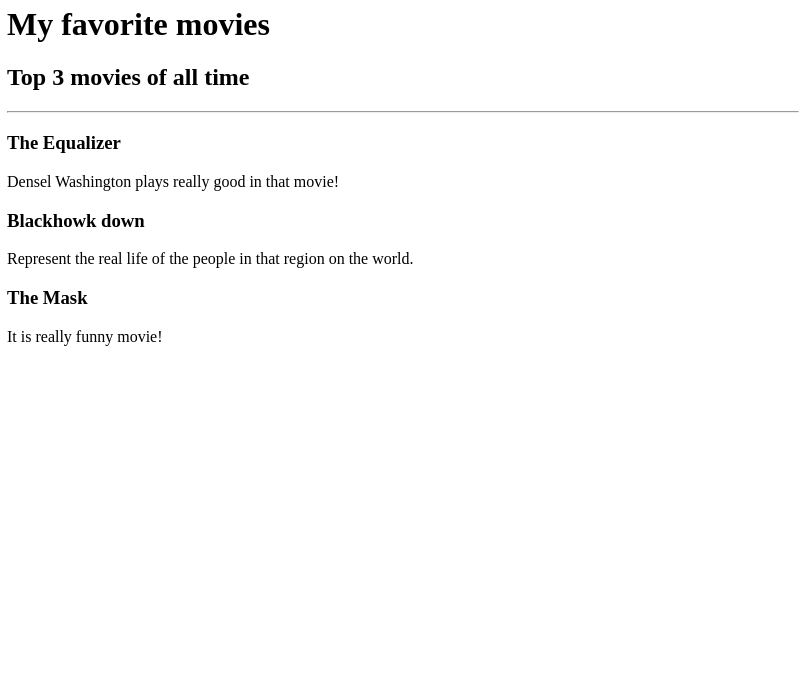 My favorite movies
Top 3 movies of all time
The Equalizer
Densel Washington plays really good in that movie!
Blackhowk down
Represent the real life of the people in that region on the world.
The Mask
It is really funny movie!